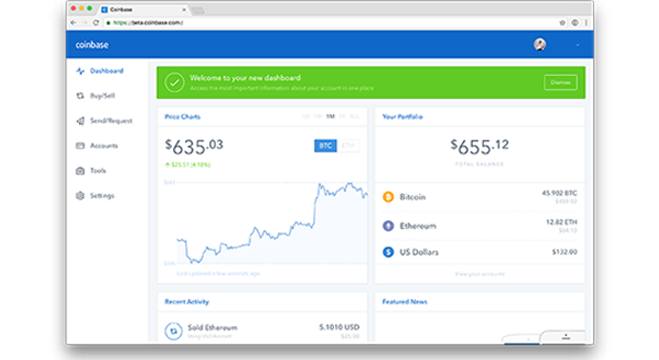 Coinbase
https://beta.coinbase.com/
coinbase
Dashboard
Buy/Sell
Send/Request
Accounts
Tools
Settings
Welcome to your new dashboard
Access the most important information about your account in one place
Dismiss
Price Charts
1M
$635.03
BTC
ETH
$25.51 (4.18%)
Last updated a few seconds ago
Your Portfolio
$655.12
TOTAL BALANCE
Bitcoin
45.902 BTC
Ethereum
12.82 ETH
US Dollars
$132.00
View your accounts
Recent Activity
Sold Ethereum
5.1010 USD
Featured News